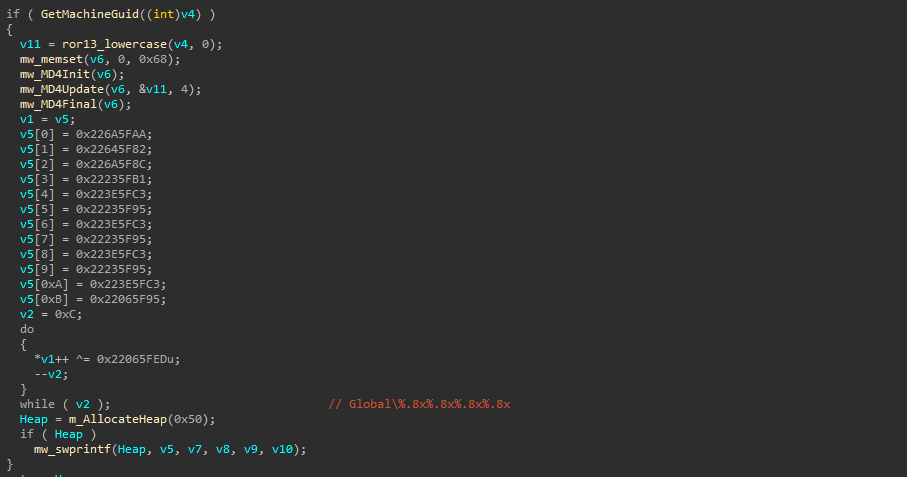 if ( GetMachineGuid((int)v4) )
{
v11 = ror13_lowercase(v4, 0);
mw_memset(v6, 0, 0x68);
mw_MD4Init(v6);
mw_MD4Update(v6, &v11, 4);
mw_MD4Final(v6);
v1 = v5;
v5[0] = 0x226A5FAA;
v5[1] = 0x22645F82;
v5[2] = 0x226A5F8C;
v5[3] = 0x22235FB1;
v5[4] = 0x223E5FC3;
v5[5] = 0x22235F95;
v5[6] = 0x223E5FC3;
v5[7] = 0x22235F95;
v5[8] = 0x223E5FC3;
v5[9] = 0x22235F95;
v5[0xA] = 0x223E5FC3;
v5[0xB] = 0x22065F95;
v2 = 0xC;
do
{
*v1++ ^= 0x22065FEDu;
--v2;
}
while ( v2 ); // Global\%.8x%.8x%.8x%.8x
Heap = m_AllocateHeap(0x50);
if ( Heap )
mw_swprintf(Heap, v5, v7, v8, v9, v10);
}